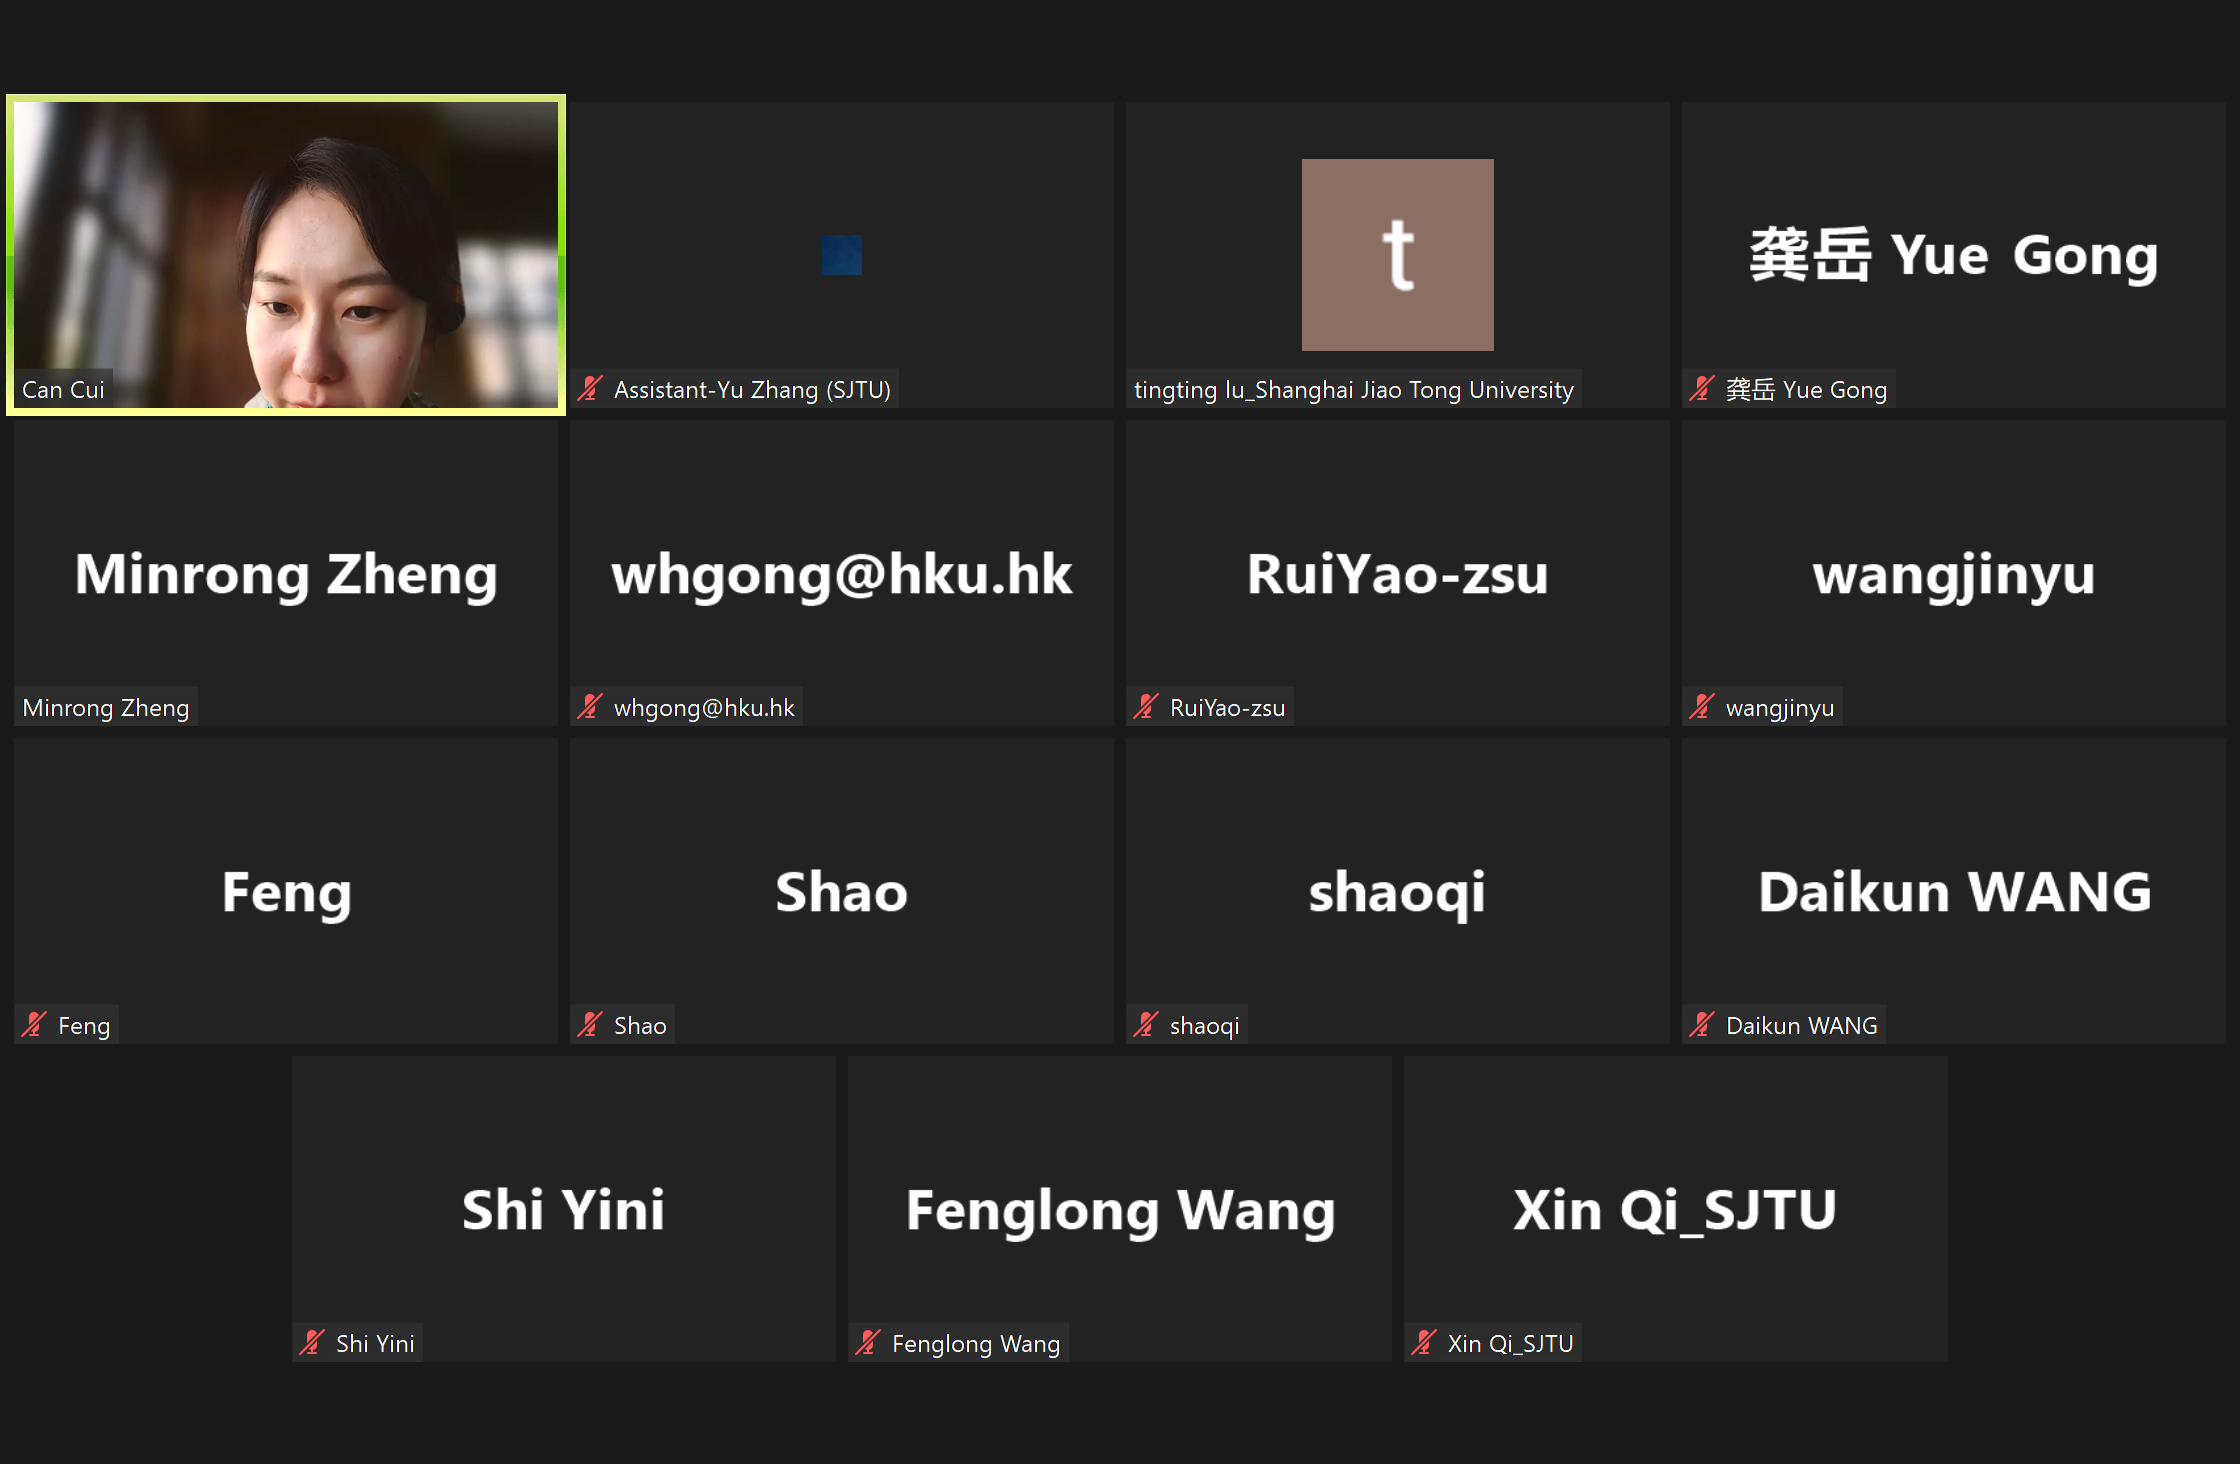 Can Cui
Assistant-Yu Zhang (SJTU)
t
tingting lu_Shanghai Jiao Tong University
龚岳 Yue Gong
龚岳 Yue Gong
Minrong Zheng
Minrong Zheng
whgong@hku.hk
whgong@hku.hk
RuiYao-zsu
RuiYao-zsu
wangjinyu
wangjinyu
Feng
Feng
Shao
Shao
shaoqi
shaoqi
Daikun WANG
Daikun WANG
Shi Yini
Shi Yini
Fenglong Wang
Fenglong Wang
Xin Qi_SJTU
Xin Qi_SJTU